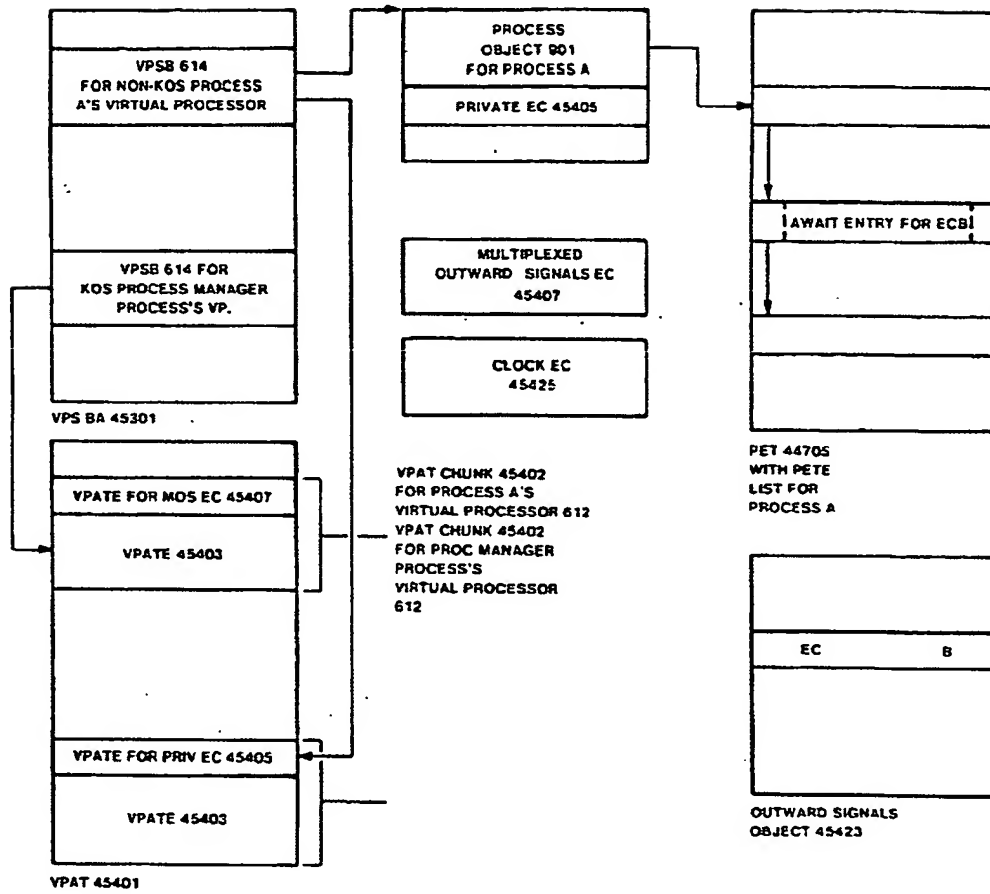 VPSB 614
FOR NON-KOS PROCESS
A'S VIRTUAL PROCESSOR
VPSB 614 FOR
KOS PROCESS MANAGER
PROCESS'S VP.
VPS BA 45301
VPATE FOR MOS EC 45407
VPATE 45403
VPATE FOR PRIV EC 45405
VPATE 45403
VPAT 45401
PROCESS
OBJECT 901
FOR PROCESS A
PRIVATE EC 45405
MULTIPLEXED
OUTWARD SIGNALS EC
45407
CLOCK EC
45425
VPAT CHUNK 45402
FOR PROCESS A'S
VIRTUAL PROCESSOR 612
VPAT CHUNK 45402
FOR PROC MANAGER
PROCESS'S
VIRTUAL PROCESSOR
612
AWAIT ENTRY FOR ECB
PET 44705
WITH PETE
LIST FOR
PROCESS A
EC B
OUTWARD SIGNALS
OBJECT 45423